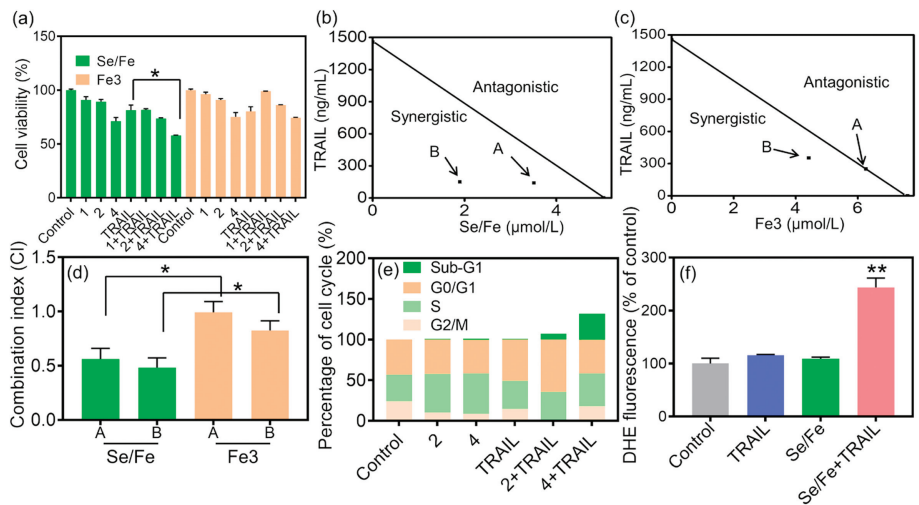 (a)
150
100
50
0
Cell viability (%)
Se/Fe
Fe3
*
Control
1
2
4
TRAIL
1+TRAIL
2+TRAIL
4+TRAIL
Control
1
2
4
TRAIL
1+TRAIL
2+TRAIL
4+TRAIL
(b)
1500
1200
900
600
300
0
TRAIL (ng/mL)
Antagonistic
Synergistic
B
A
0
2
4
Se/Fe (μmol/L)
(c)
1500
1200
900
600
300
0
TRAIL (ng/mL)
Antagonistic
Synergistic
A
B
0
2
4
6
Fe3 (μmol/L)
(d)
1.5
1.0
0.5
0.0
Combination index (CI)
*
*
A
B
A
B
Se/Fe
Fe3
(e)
200
150
100
50
0
Percentage of cell cycle (%)
Sub-G1
G0/G1
S
G2/M
Control
2
4
TRAIL
2+TRAIL
4+TRAIL
(f)
300
200
100
0
DHE fluorescence (% of control)
**
Control
TRAIL
Se/Fe
Se/Fe+TRAIL